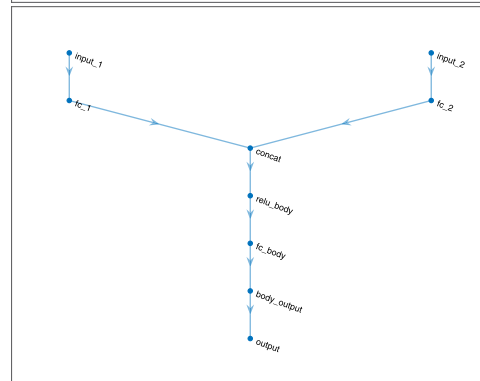 input_1
input_2
fc_1
fc_2
concat
relu_body
fc_body
body_output
output